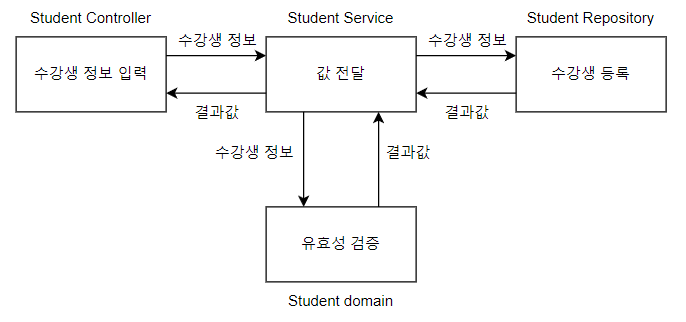 Student Controller
Student Service
Student Repository
수강생 정보
수강생 정보
수강생 정보 입력
값 전달
수강생 등록
결과값
결과값
수강생 정보
결과값
유효성 검증
Student domain